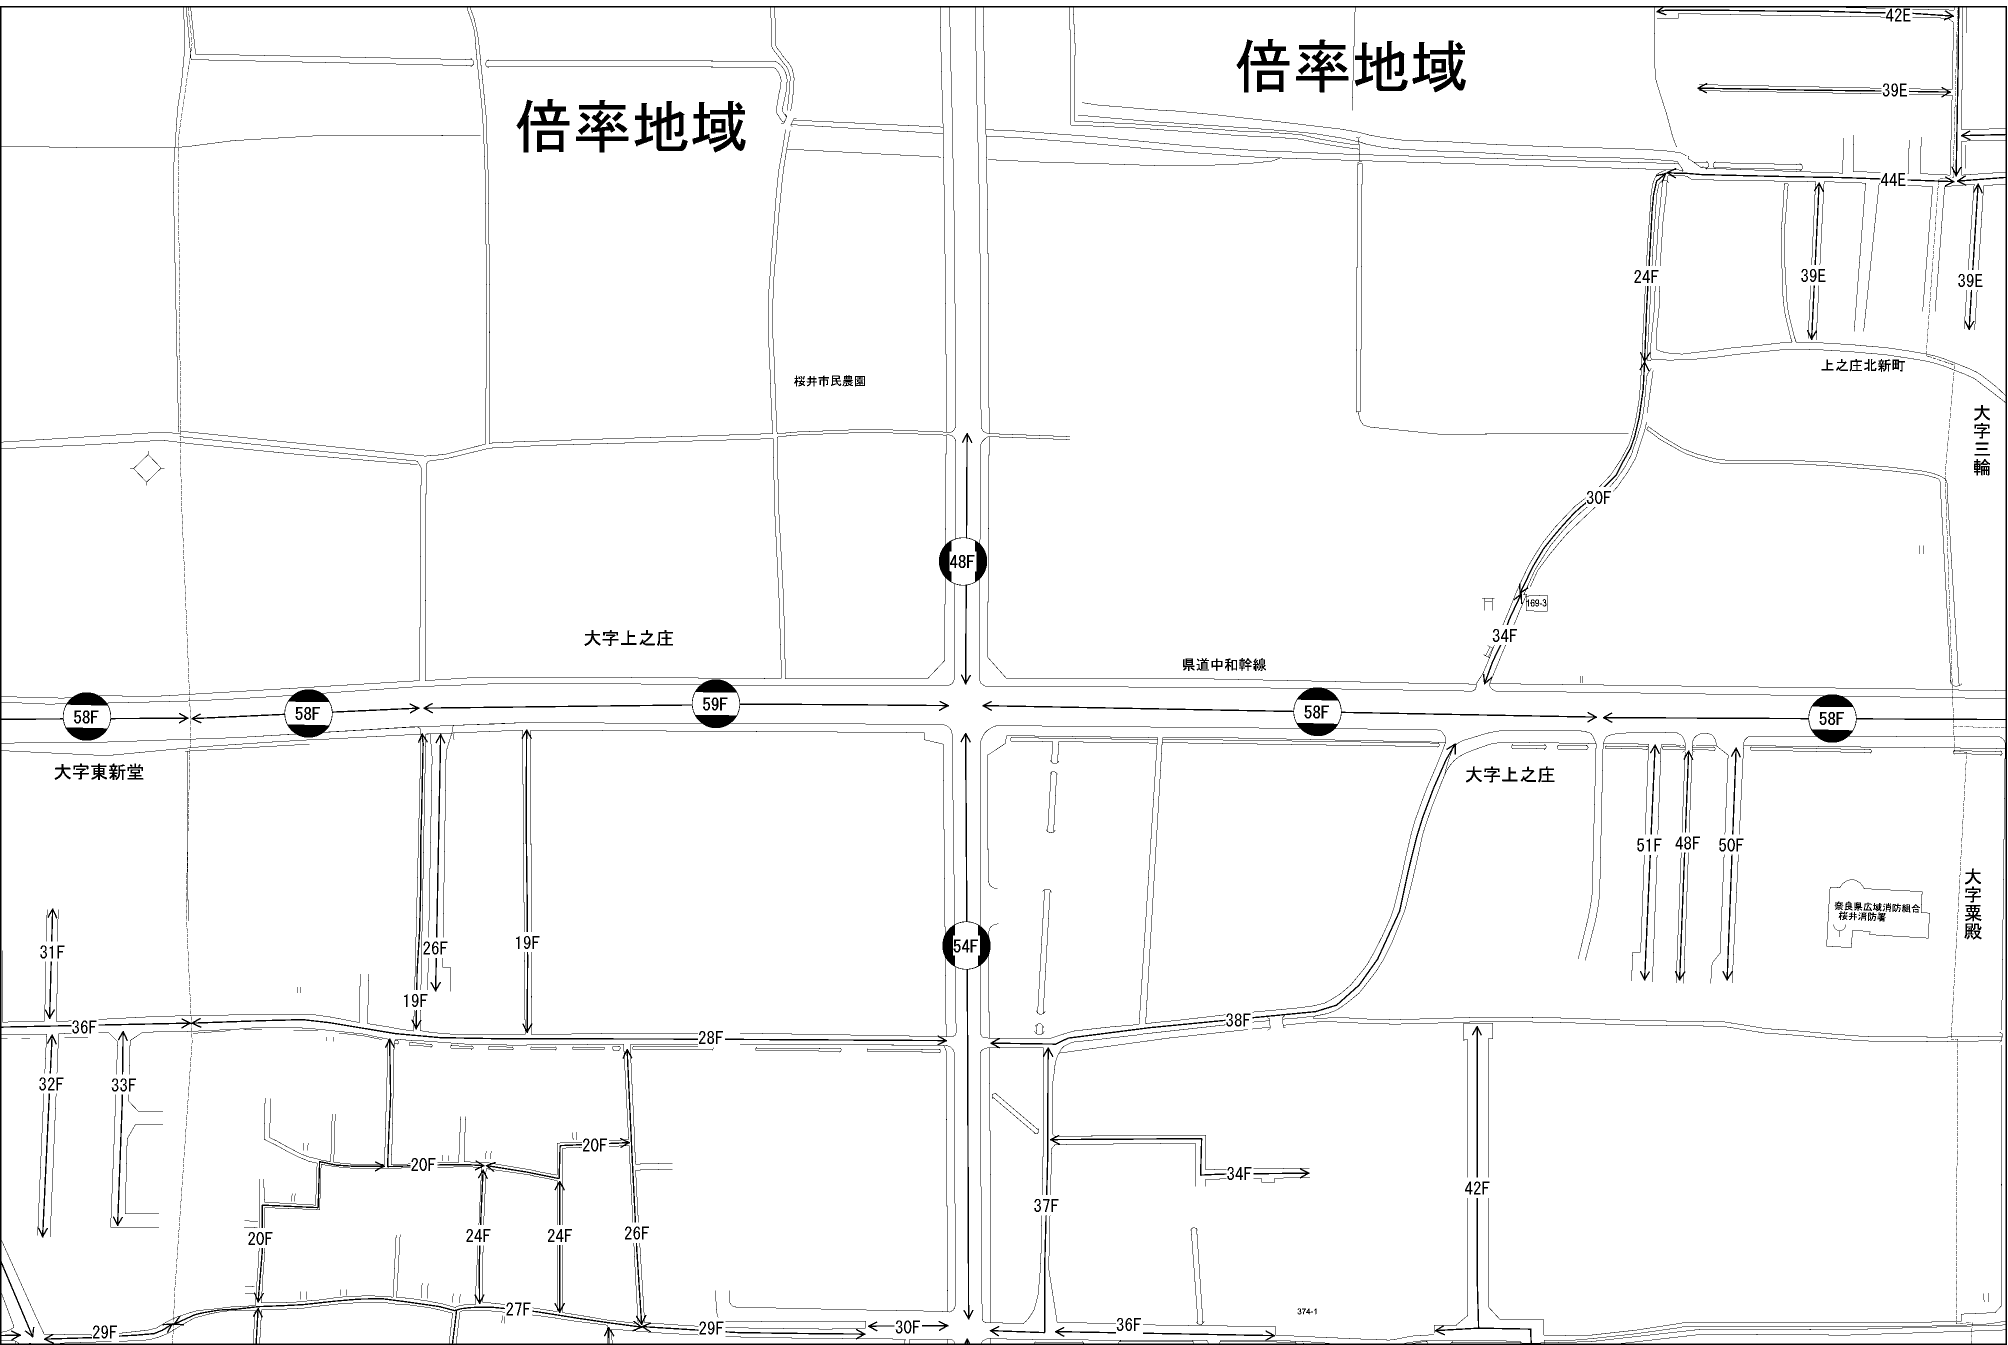 42E
倍率地域
39E
倍率地域
44E
24F
39E
39E
上之庄北新町
桜井市民農園
大字三輪
30F
48F
169-3
34F
大字上之庄
県道中和幹線
58F
58F
59F
58F
58F
大字東新堂
大字上之庄
51F
48F
50F
奈良県広域消防組合
桜井消防署
大字粟殿
31F
26F
19F
54F
19F
36F
28F
38F
32F
33F
20F
20F
34F
42F
37F
20F
24F
24F
26F
27F
374-1
29F
29F
30F
36F